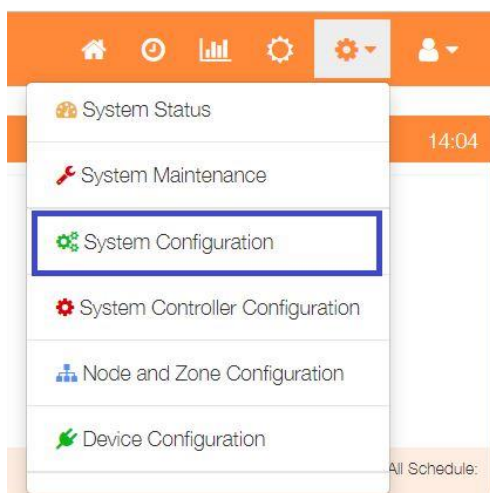 System Status
14:04
System Maintenance
System Configuration
System Controller Configuration
Node and Zone Configuration
Device Configuration
All Schedule: